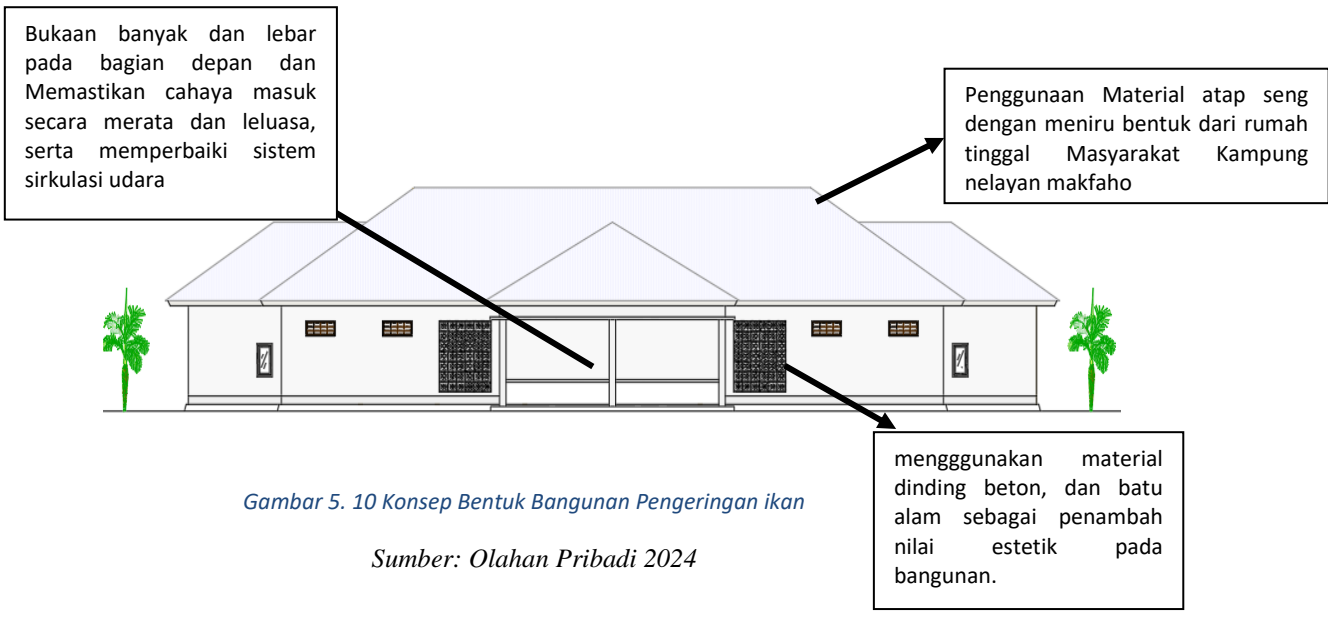 Bukaan banyak dan lebar
pada bagian depan dan
Memastikan cahaya masuk
secara merata dan leluasa,
serta memperbaiki sistem
sirkulasi udara
Penggunaan Material atap seng
dengan meniru bentuk dari rumah
tinggal Masyarakat Kampung
nelayan makfaho
mengggunakan material
dinding beton, dan batu
alam sebagai penambah
nilai estetik pada
bangunan.
Gambar 5. 10 Konsep Bentuk Bangunan Pengeringan ikan
Sumber: Olahan Pribadi 2024